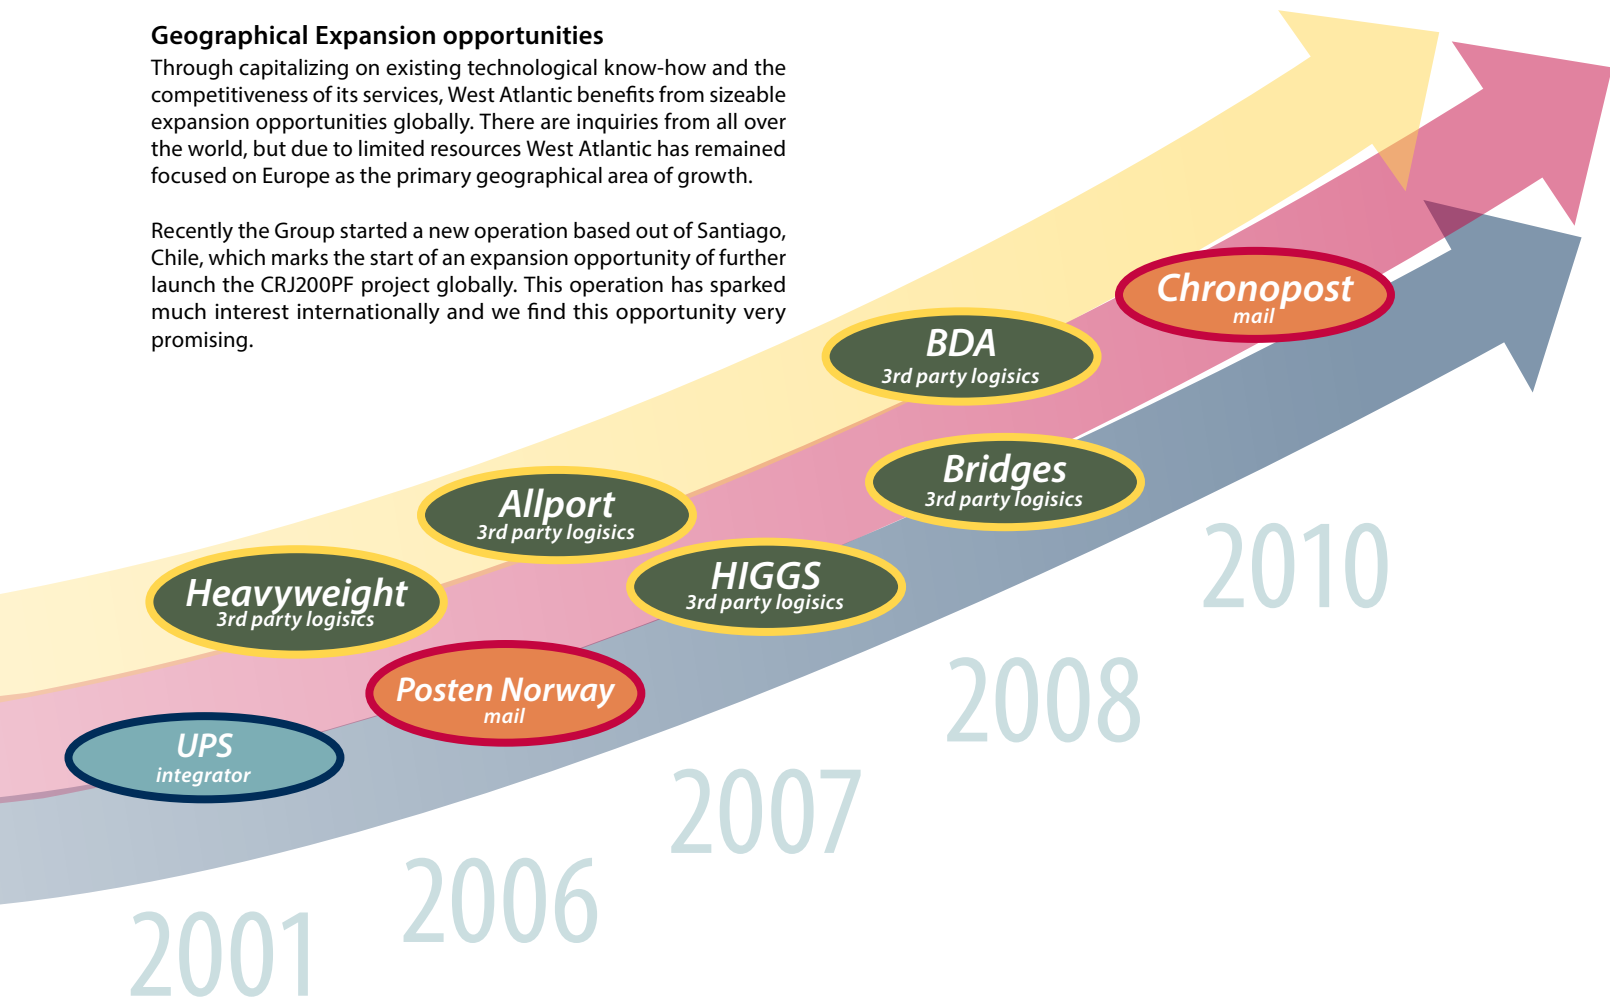 Geographical Expansion opportunities
Through capitalizing on existing technological know-how and the
competitiveness of its services, West Atlantic benefits from sizeable
expansion opportunities globally. There are inquiries from all over
the world, but due to limited resources West Atlantic has remained
focused on Europe as the primary geographical area of growth.
Recently the Group started a new operation based out of Santiago,
Chile, which marks the start of an expansion opportunity of further
launch the CRJ200PF project globally. This operation has sparked
much interest internationally and we find this opportunity very
promising.
Chronopost
mail
BDA
3rd party logisics
Bridges
3rd party logisics
Allport
3rd party logisics
HIGGS
3rd party logisics
Heavyweight
3rd party logisics
Posten Norway
mail
UPS
integrator
2010
2008
2007
2006
2001